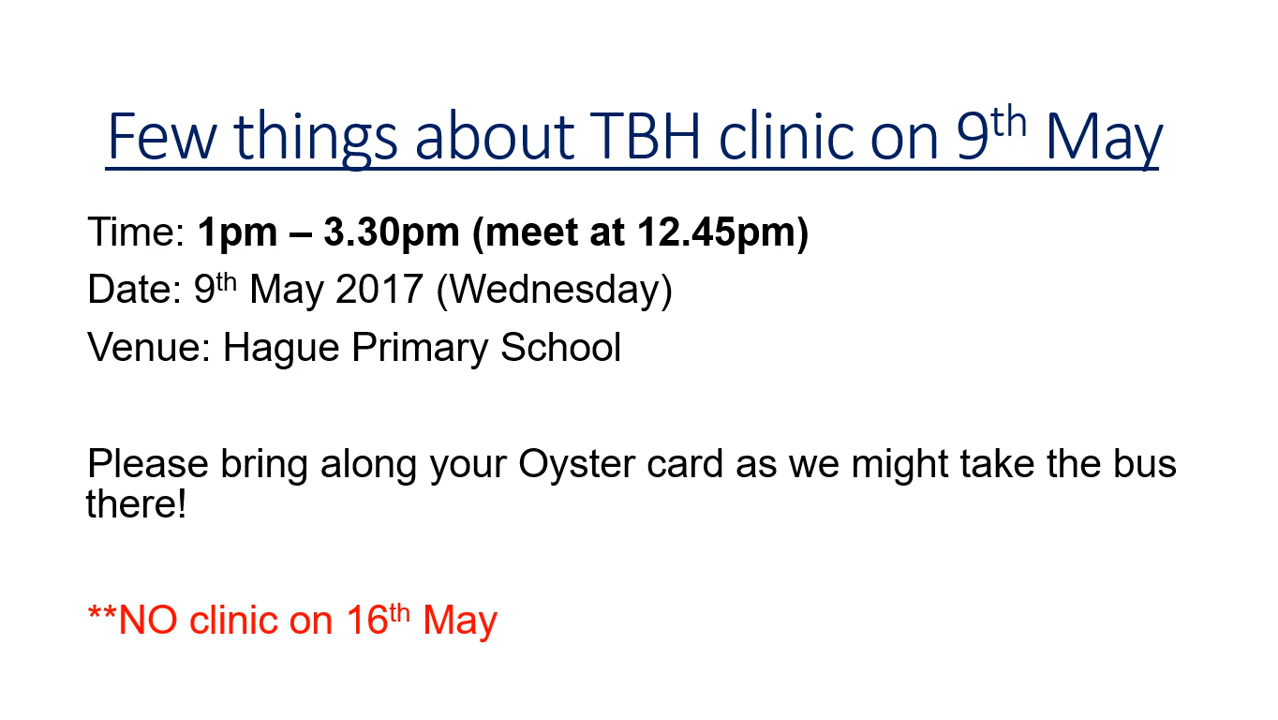 Few things about TBH clinic on 9th May
Time: 1pm – 3.30pm (meet at 12.45pm)
Date: 9th May 2017 (Wednesday)
Venue: Hague Primary School
Please bring along your Oyster card as we might take the bus
there!
**NO clinic on 16th May